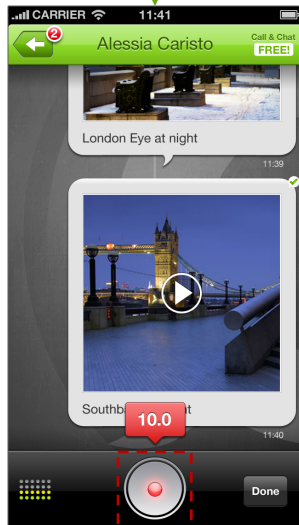 CARRIER 11:41
2
Alessia Caristo
Call & Chat
FREE!
London Eye at night
11:39
10.0
11:40
Done